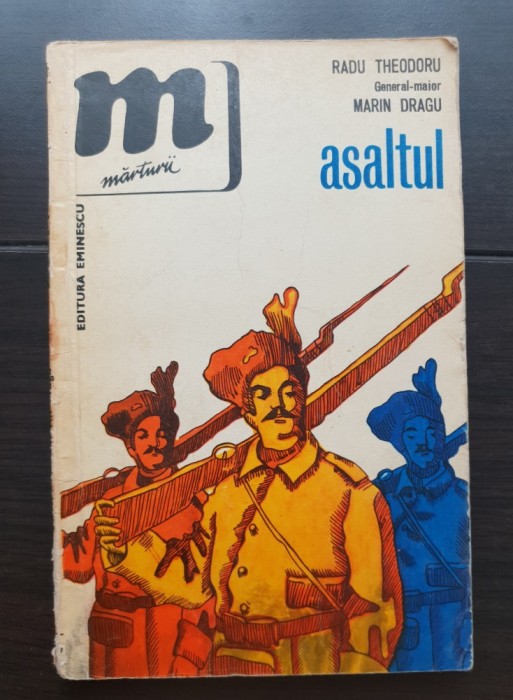 RADU THEODORU
General-maior
MARIN DRAGU
asaltul
m
mărturii
EDITURA EMINESCU